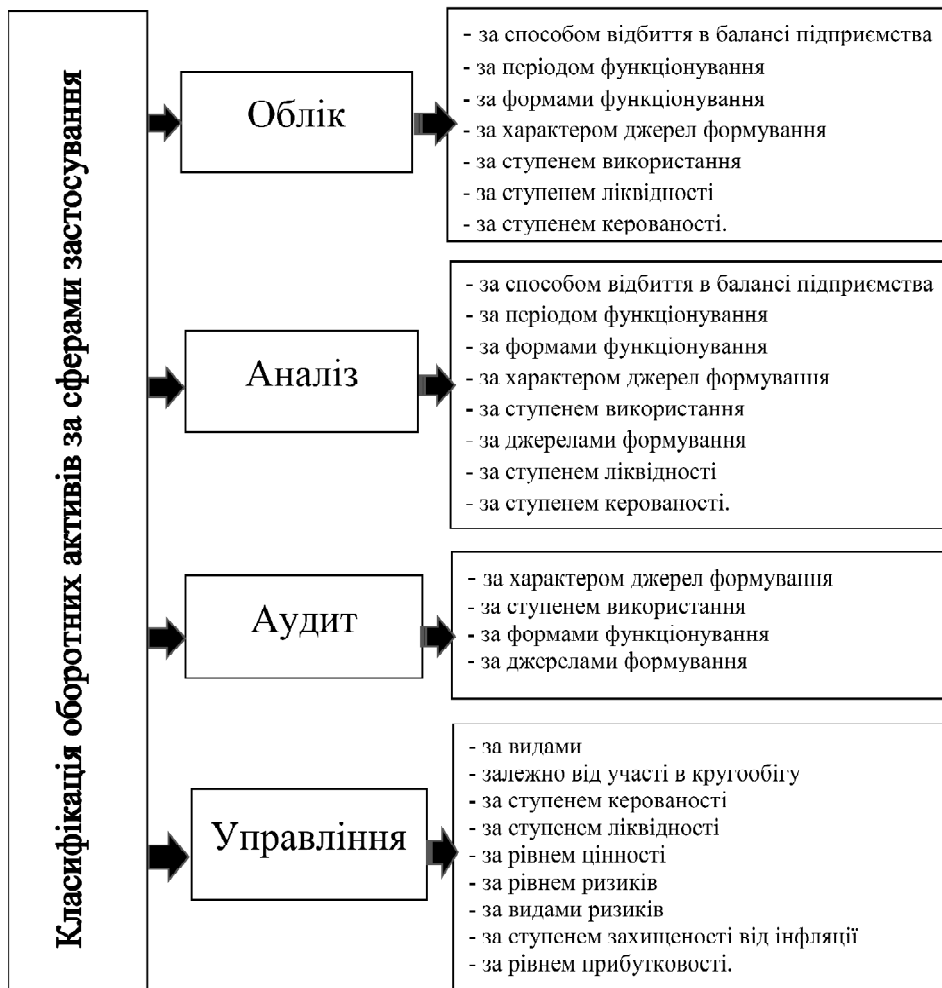 Класифікація оборотних активів за сферами застосування
Облік
- за способом відбиття в балансі підприємства
- за періодом функціонування
- за формами функціонування
- за характером джерел формування
- за ступенем використання
- за ступенем ліквідності
- за ступенем керованості.
Аналіз
- за способом відбиття в балансі підприємства
- за періодом функціонування
- за формами функціонування
- за характером джерел формування
- за ступенем використання
- за джерелами формування
- за ступенем ліквідності
- за ступенем керованості.
Аудит
- за характером джерел формування
- за ступенем використання
- за формами функціонування
- за джерелами формування
Управління
- за видами
- залежно від участі в кругообігу
- за ступенем керованості
- за ступенем ліквідності
- за рівнем цінності
- за рівнем ризиків
- за видами ризиків
- за ступенем захищеності від інфляції
- за рівнем прибутковості.